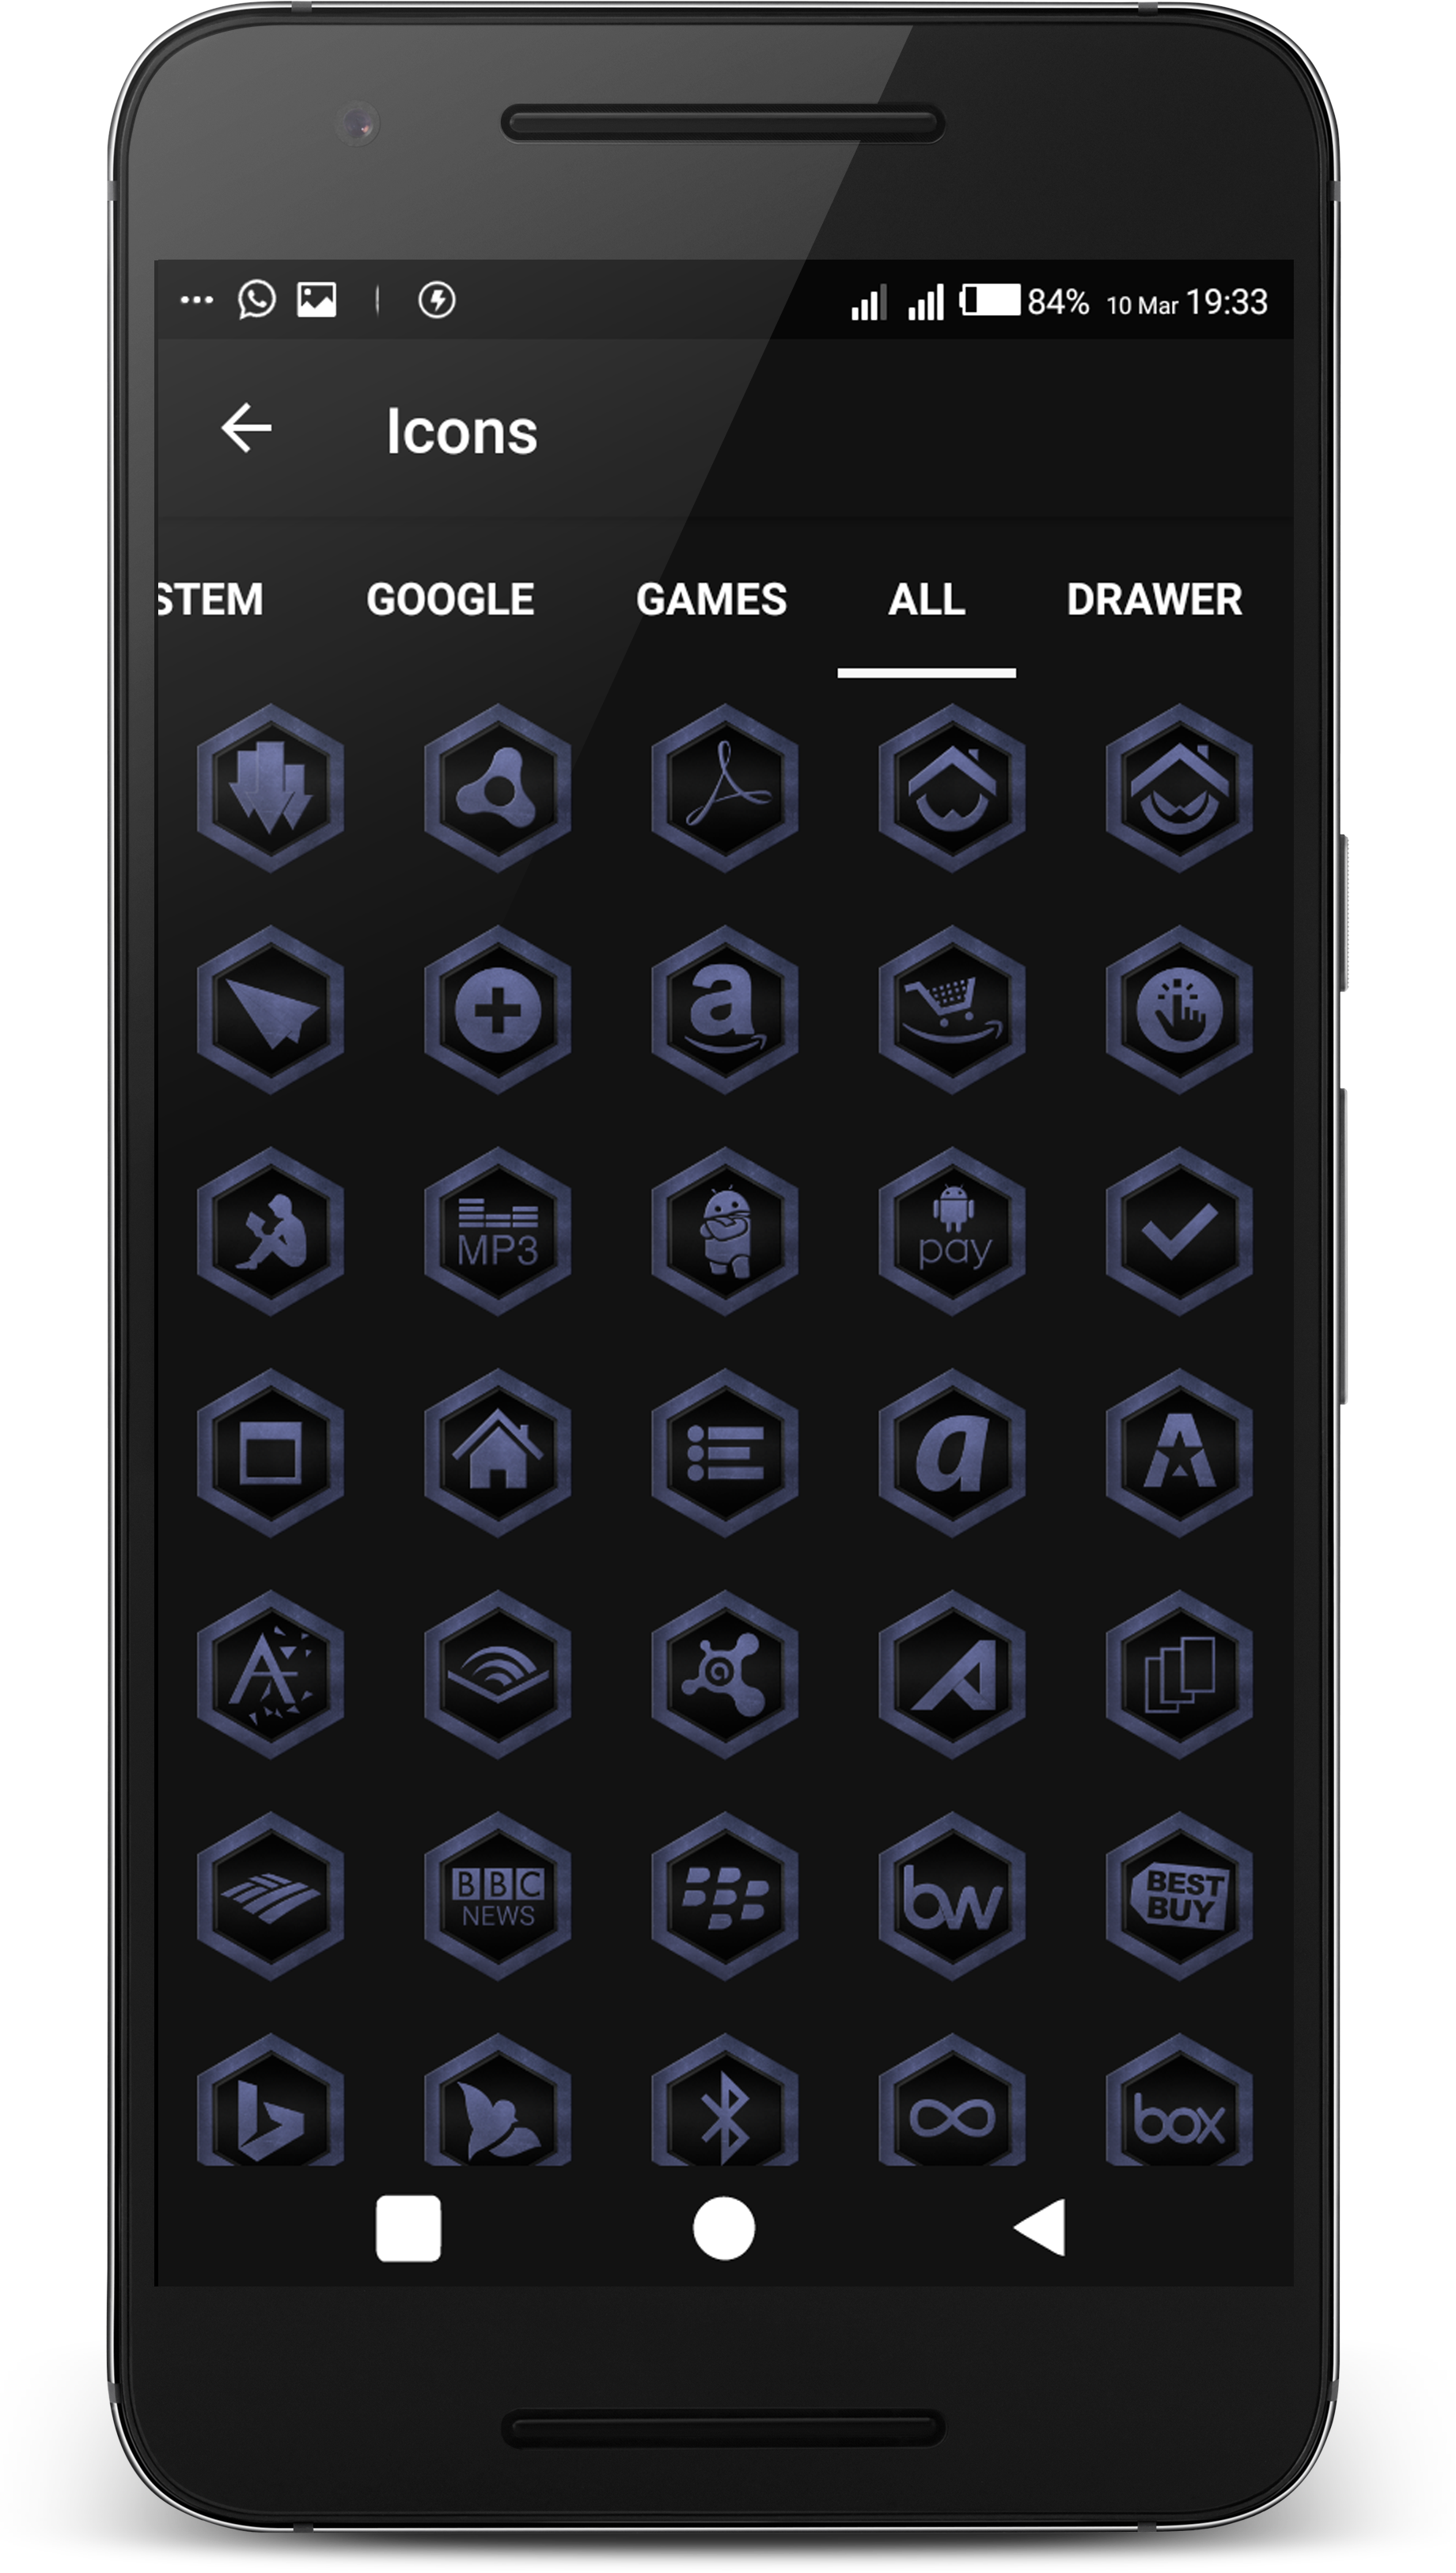 84% 10 Mar 19:33
Icons
STEM GOOGLE GAMES ALL DRAWER
a
MP3
pay
a A
A
BBC
NEWS
bw
BEST
BUY
b box